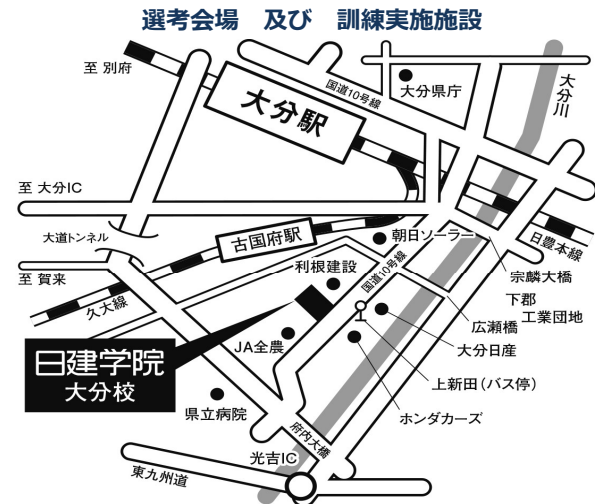 選考会場 及び 訓練実施施設
至 別府
大分駅
国道10号線
大分県庁
大分川
至 大分IC
大道トンネル
古国府駅
朝日ソーラー
日豊本線
至 賀来
久大線
利根建設
国道10号線
宗麟大橋
下郡
工業団地
広瀬橋
JA全農
大分日産
日建学院
大分校
上新田(バス停)
県立病院
ホンダカーズ
府内大橋
光吉IC
東九州道